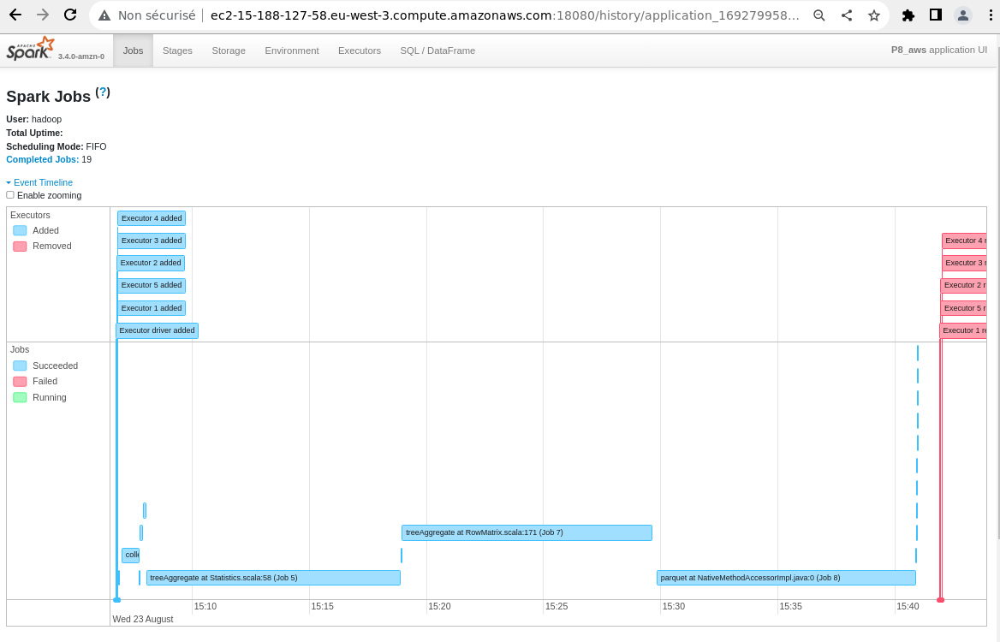 Non sécurisé ec2-15-188-127-58.eu-west-3.compute.amazonaws.com:18080/history/application_169279958...
APACHE Spark 3.4.0-amzn-0 Jobs Stages Storage Environment Executors SQL / DataFrame P8_aws application UI
Spark Jobs (?)
User: hadoop
Total Uptime:
Scheduling Mode: FIFO
Completed Jobs: 19
Event Timeline
Enable zooming
Executors
Added
Removed
Executor 4 added
Executor 3 added
Executor 2 added
Executor 5 added
Executor 1 added
Executor driver added
Executor 4 r
Executor 3 r
Executor 2 r
Executor 5 r
Executor 1 re
Jobs
Succeeded
Failed
Running
treeAggregate at RowMatrix.scala:171 (Job 7)
colle
treeAggregate at Statistics.scala:58 (Job 5)
parquet at NativeMethodAccessorImpl.java:0 (Job 8)
15:10 15:15 15:20 15:25 15:30 15:35 15:40
Wed 23 August